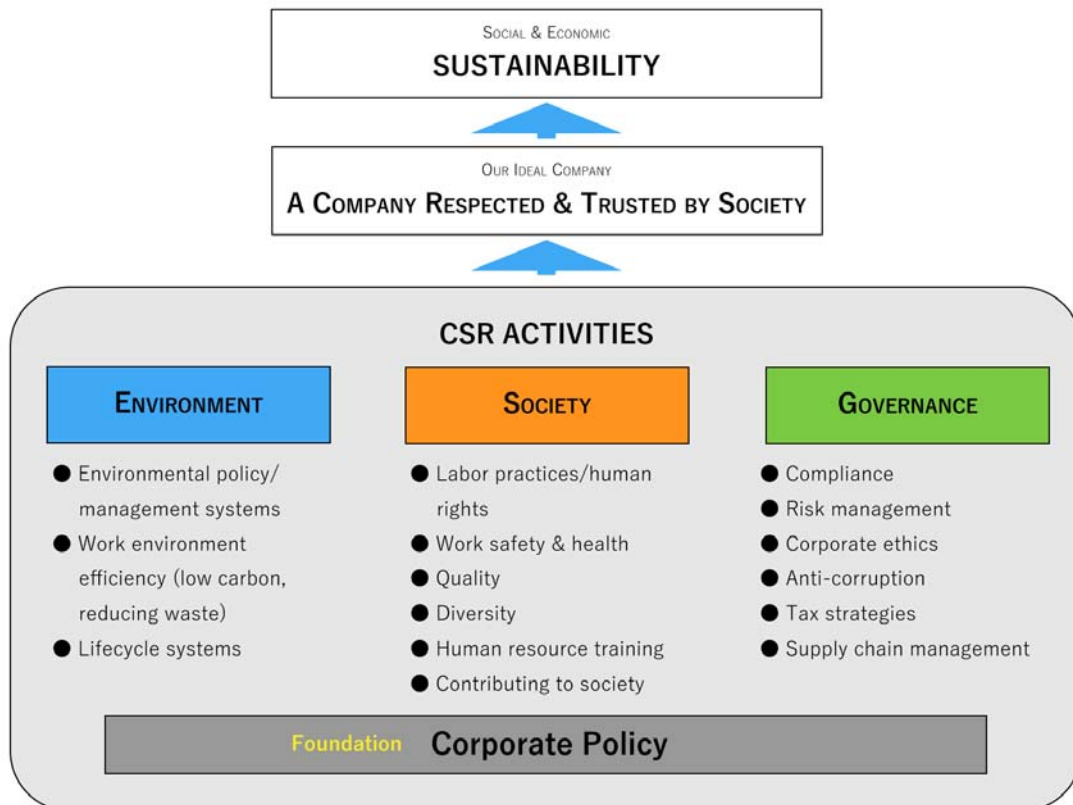 Social & Economic
SUSTAINABILITY
Our Ideal Company
A Company Respected & Trusted by Society
CSR ACTIVITIES
Environment
● Environmental policy/
management systems
● Work environment
efficiency (low carbon,
reducing waste)
● Lifecycle systems
Society
● Labor practices/human
rights
● Work safety & health
● Quality
● Diversity
● Human resource training
● Contributing to society
Governance
● Compliance
● Risk management
● Corporate ethics
● Anti-corruption
● Tax strategies
● Supply chain management
Foundation Corporate Policy